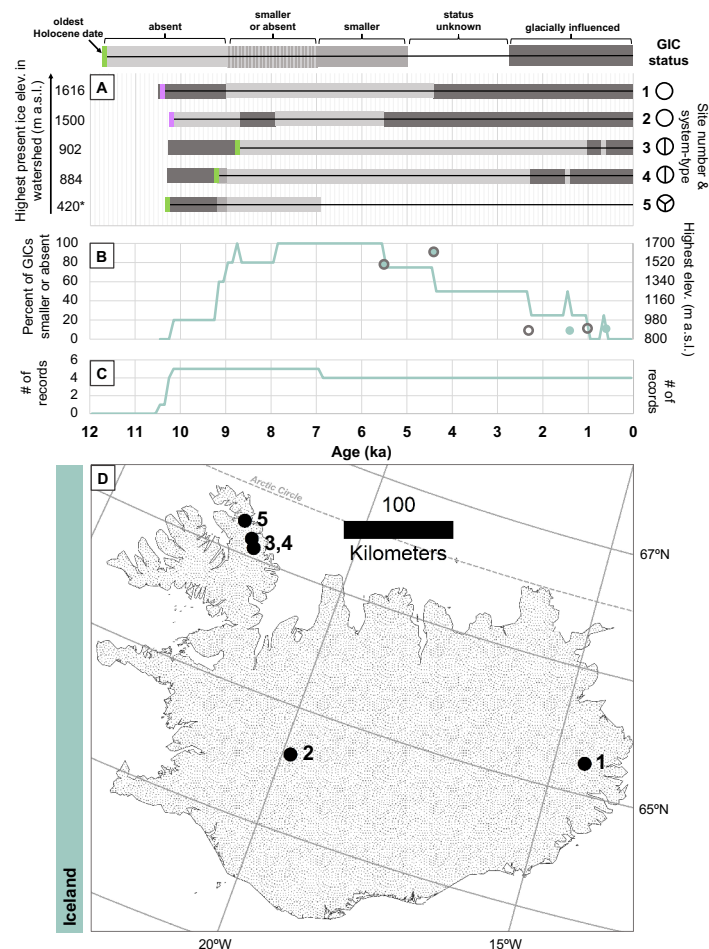 oldest
Holocene date
absent
smaller
or absent
smaller
status
unknown
glacially influenced
GIC
status
Highest present ice elev. in
watershed (m a.s.l.)
A
1616
1500
902
884
420*
1
2
3
4
5
Site number &
system-type
Percent of GICs
smaller or absent
B
100
80
60
40
20
0
1700
1520
1340
1160
980
800
Highest elev. (m a.s.l.)
# of
records
C
6
4
2
0
# of
records
12 11 10 9 8 7 6 5 4 3 2 1 0
Age (ka)
D
Arctic Circle
100
Kilometers
5
3,4
2
1
67ºN
65ºN
20ºW
15ºW
Iceland